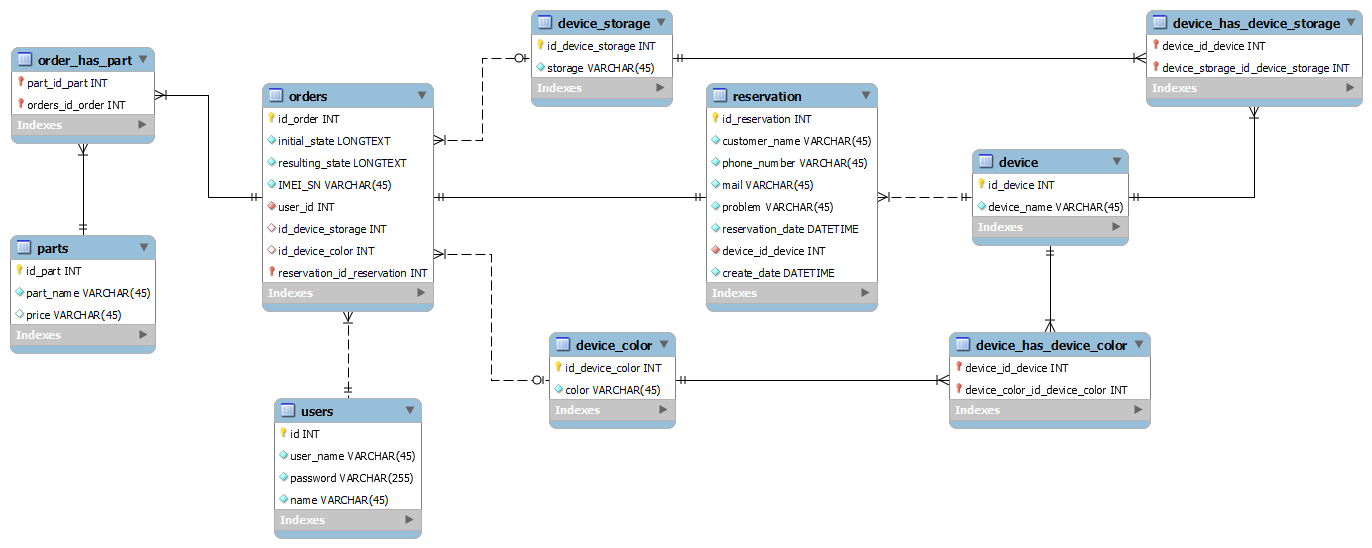 order_has_part
part_id_part INT
orders_id_order INT
Indexes
parts
id_part INT
part_name VARCHAR(45)
price VARCHAR(45)
Indexes
orders
id_order INT
initial_state LONGTEXT
resulting_state LONGTEXT
IMEI_SN VARCHAR(45)
user_id INT
id_device_storage INT
id_device_color INT
reservation_id_reservation INT
Indexes
users
id INT
user_name VARCHAR(45)
password VARCHAR(255)
name VARCHAR(45)
Indexes
device_storage
id_device_storage INT
storage VARCHAR(45)
Indexes
reservation
id_reservation INT
customer_name VARCHAR(45)
phone_number VARCHAR(45)
mail VARCHAR(45)
problem VARCHAR(45)
reservation_date DATETIME
device_id_device INT
create_date DATETIME
Indexes
device_color
id_device_color INT
color VARCHAR(45)
Indexes
device_has_device_storage
device_id_device INT
device_storage_id_device_storage INT
Indexes
device
id_device INT
device_name VARCHAR(45)
Indexes
device_has_device_color
device_id_device INT
device_color_id_device_color INT
Indexes